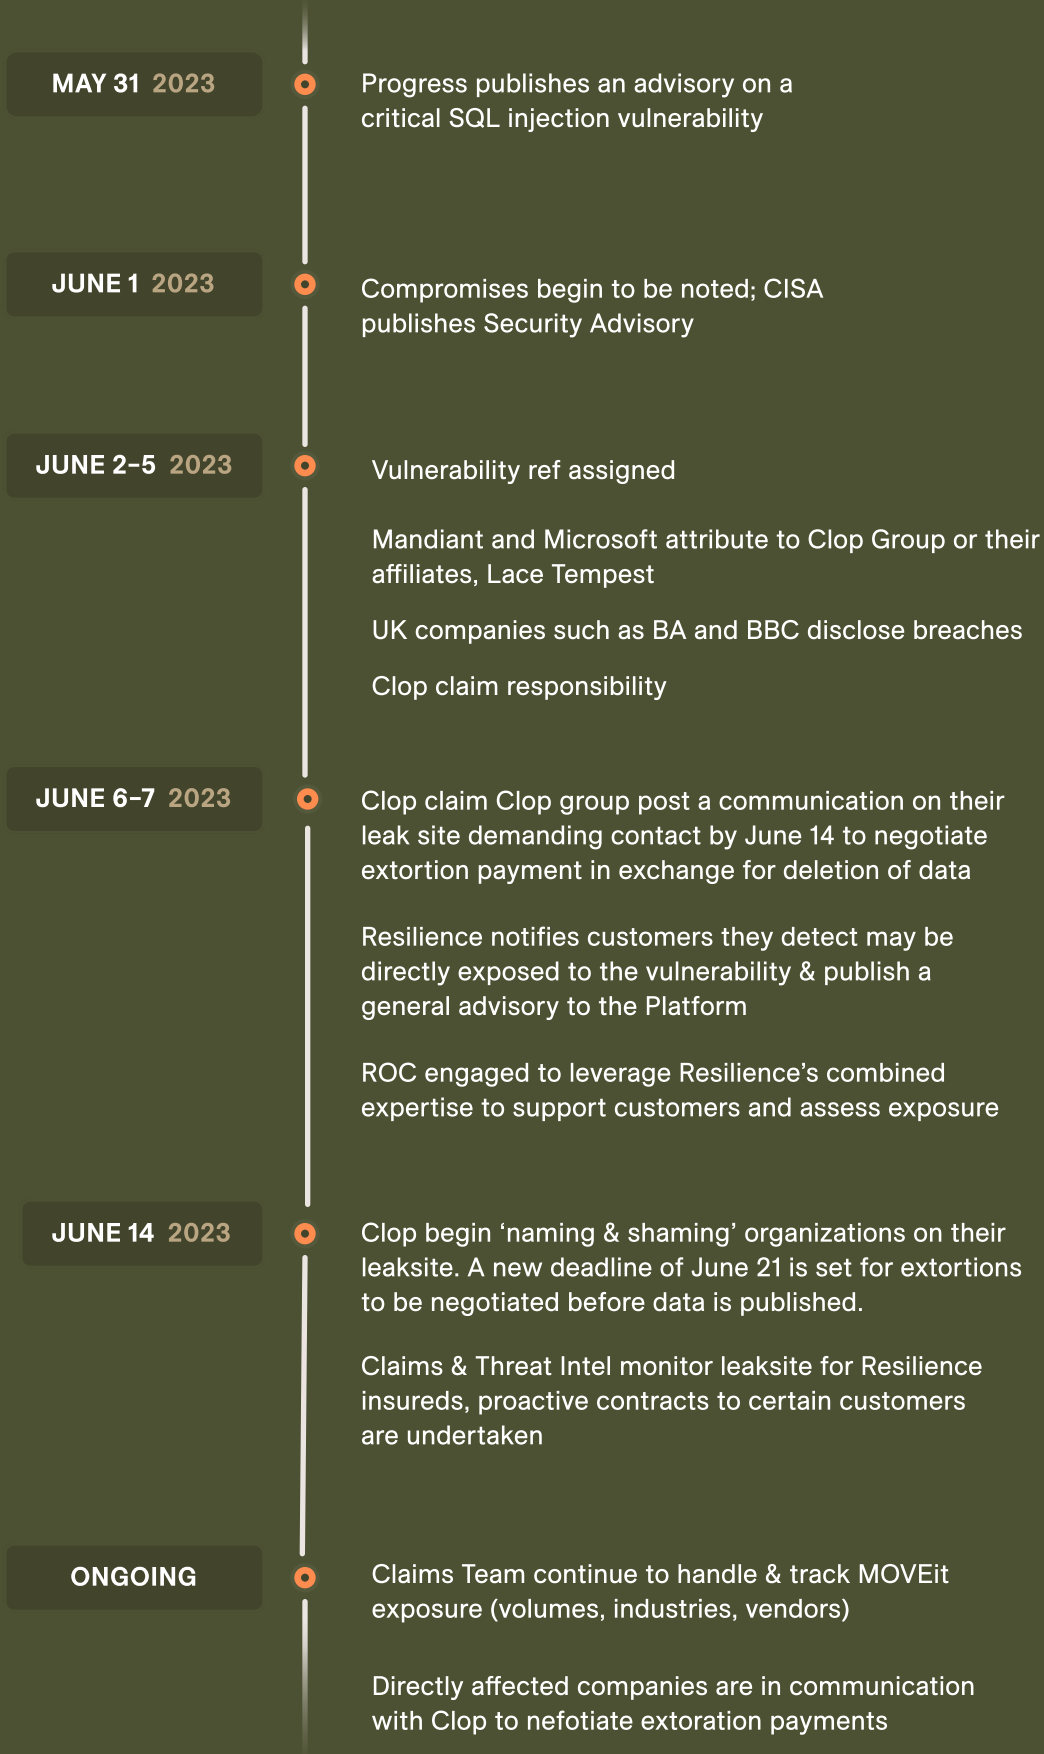 MAY 31 2023
Progress publishes an advisory on a
critical SQL injection vulnerability
JUNE 1 2023
Compromises begin to be noted; CISA
publishes Security Advisory
JUNE 2–5 2023
Vulnerability ref assigned
Mandiant and Microsoft attribute to Clop Group or their
affiliates, Lace Tempest
UK companies such as BA and BBC disclose breaches
Clop claim responsibility
JUNE 6–7 2023
Clop claim Clop group post a communication on their
leak site demanding contact by June 14 to negotiate
extortion payment in exchange for deletion of data
Resilience notifies customers they detect may be
directly exposed to the vulnerability & publish a
general advisory to the Platform
ROC engaged to leverage Resilience’s combined
expertise to support customers and assess exposure
JUNE 14 2023
Clop begin ‘naming & shaming’ organizations on their
leaksite. A new deadline of June 21 is set for extortions
to be negotiated before data is published.
Claims & Threat Intel monitor leaksite for Resilience
insureds, proactive contracts to certain customers
are undertaken
ONGOING
Claims Team continue to handle & track MOVEit
exposure (volumes, industries, vendors)
Directly affected companies are in communication
with Clop to nefotiate extoration payments